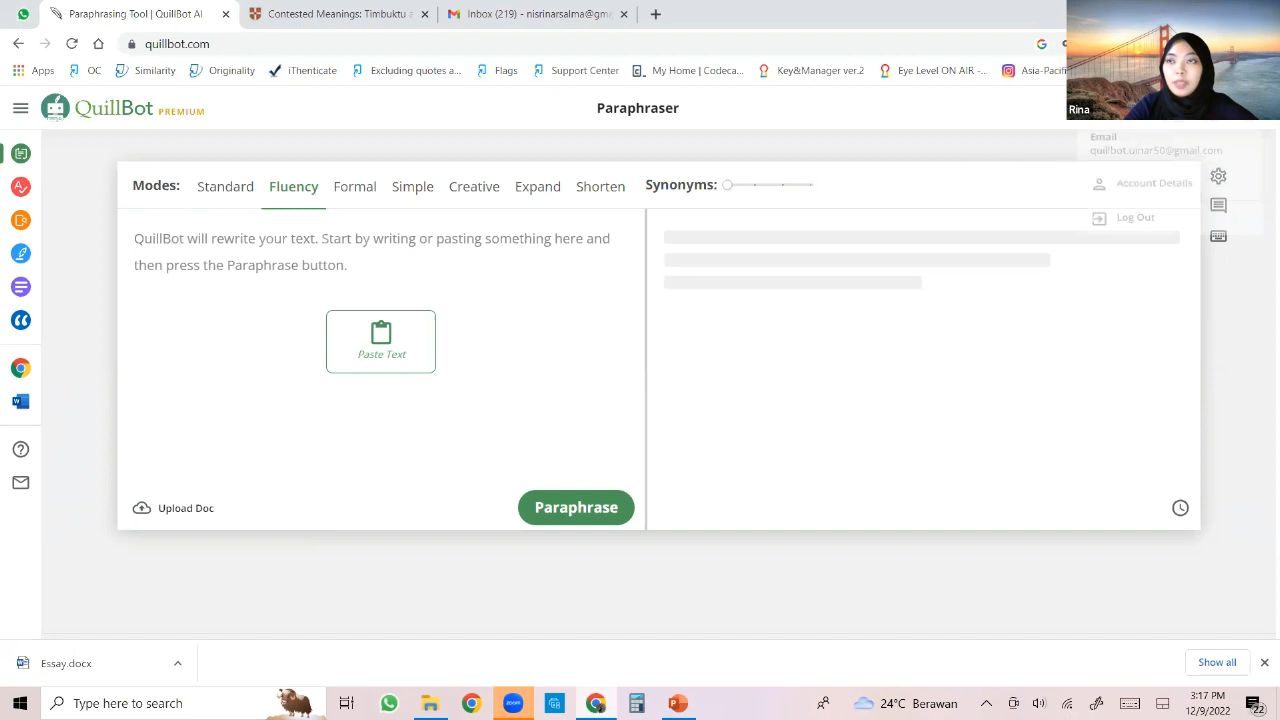 Paraphrasing Tool | QuillBot AI
Contested Meanings: Timbuktu a
Inbox (219) - nisrinarsalna@gm
quillbot.com
Apps
OC
Similarity
Originality
iThenticate
Excluding quotes a...
Flags
Support Center
My Home | Codeca...
Key&Manager ver.2
Eye Level ON AIR -...
Asia-Pacif
Rina
QuillBot PREMIUM
Paraphraser
Email
Account Details
Log Out
Modes:
Standard
Fluency
Formal
Simple
Creative
Expand
Shorten
Synonyms:
QuillBot will rewrite your text. Start by writing or pasting something here and
then press the Paraphrase button.
Paste Text
Upload Doc
Paraphrase
Essay.docx
Show all
Type here to search
zoom
24°C Berawan
3:17 PM
12/9/2022
22